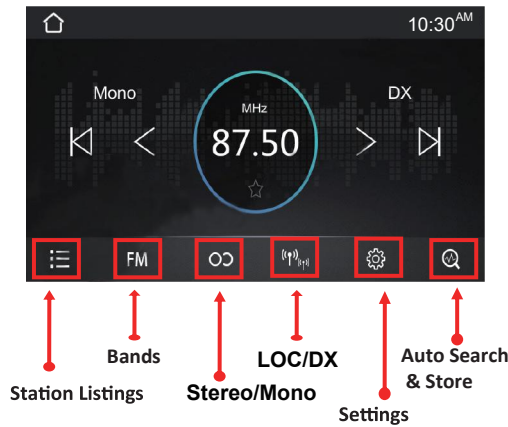 10:30AM
Mono
DX
MHz
87.50
FM
Bands
LOC/DX
Auto Search
& Store
Station Listings
Stereo/Mono
Settings